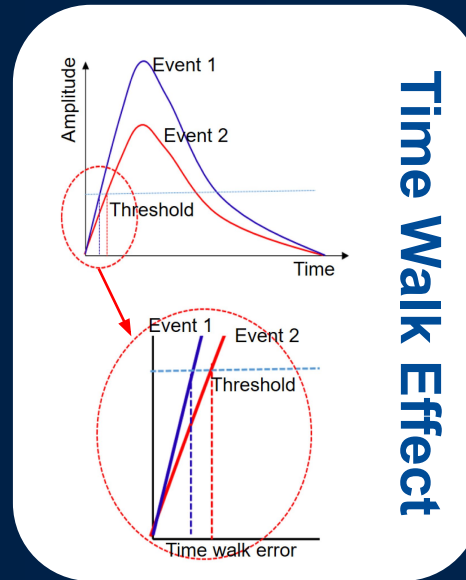 Amplitude
Event 1
Event 2
Threshold
Time
Event 1
Event 2
Threshold
Time walk error
Time Walk Effect